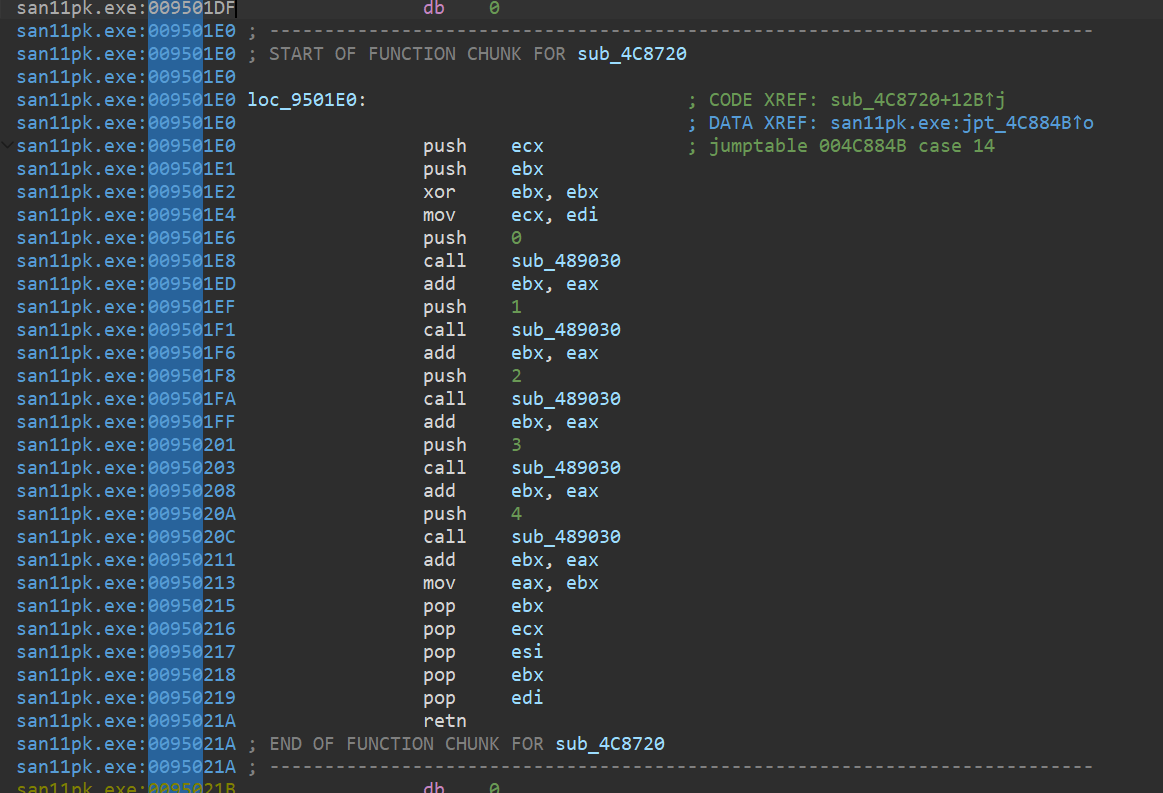 san11pk.exe:009501DF                 db    0
san11pk.exe:009501E0 ; ---------------------------------------------------------------------------
san11pk.exe:009501E0 ; START OF FUNCTION CHUNK FOR sub_4C8720
san11pk.exe:009501E0
san11pk.exe:009501E0 loc_9501E0:                             ; CODE XREF: sub_4C8720+12B↑j
san11pk.exe:009501E0                                         ; DATA XREF: san11pk.exe:jpt_4C884B↑o
san11pk.exe:009501E0                 push    ecx             ; jumptable 004C884B case 14
san11pk.exe:009501E1                 push    ebx
san11pk.exe:009501E2                 xor     ebx, ebx
san11pk.exe:009501E4                 mov     ecx, edi
san11pk.exe:009501E6                 push    0
san11pk.exe:009501E8                 call    sub_489030
san11pk.exe:009501ED                 add     ebx, eax
san11pk.exe:009501EF                 push    1
san11pk.exe:009501F1                 call    sub_489030
san11pk.exe:009501F6                 add     ebx, eax
san11pk.exe:009501F8                 push    2
san11pk.exe:009501FA                 call    sub_489030
san11pk.exe:009501FF                 add     ebx, eax
san11pk.exe:00950201                 push    3
san11pk.exe:00950203                 call    sub_489030
san11pk.exe:00950208                 add     ebx, eax
san11pk.exe:0095020A                 push    4
san11pk.exe:0095020C                 call    sub_489030
san11pk.exe:00950211                 add     ebx, eax
san11pk.exe:00950213                 mov     eax, ebx
san11pk.exe:00950215                 pop     ebx
san11pk.exe:00950216                 pop     ecx
san11pk.exe:00950217                 pop     esi
san11pk.exe:00950218                 pop     ebx
san11pk.exe:00950219                 pop     edi
san11pk.exe:0095021A                 retn
san11pk.exe:0095021A ; END OF FUNCTION CHUNK FOR sub_4C8720
san11pk.exe:0095021A ; ---------------------------------------------------------------------------
san11pk.exe:0095021B                 db    0